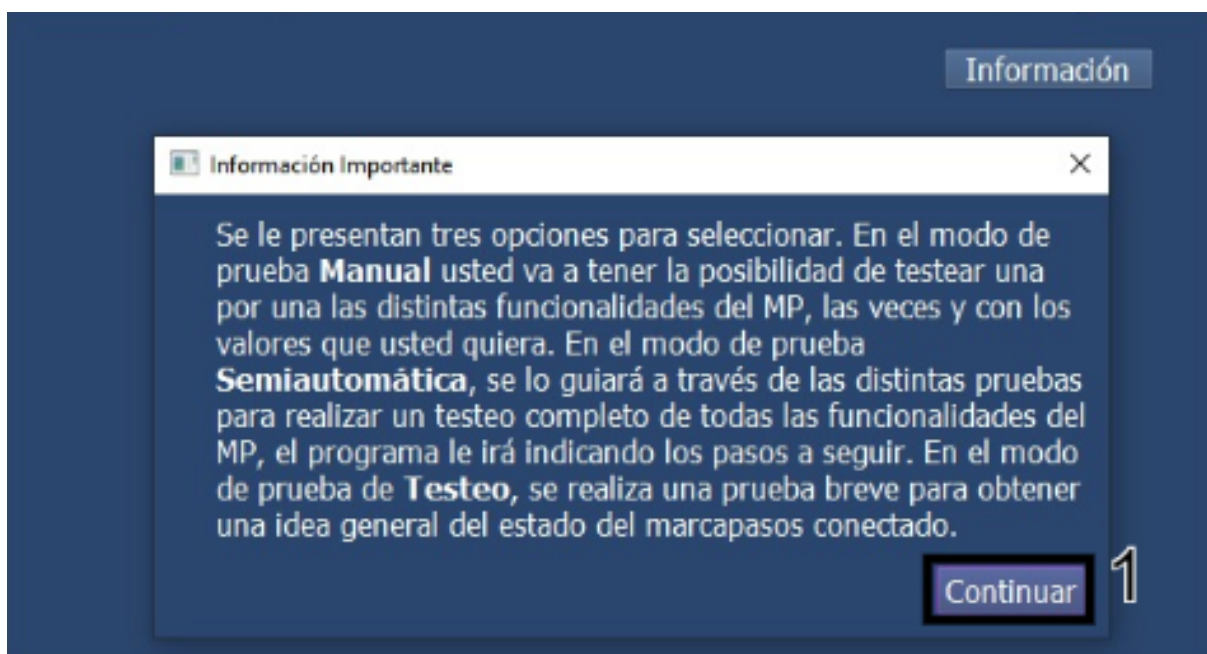 Información
Información Importante
Se le presentan tres opciones para seleccionar. En el modo de
prueba Manual usted va a tener la posibilidad de testear una
por una las distintas funcionalidades del MP, las veces y con los
valores que usted quiera. En el modo de prueba
Semiautomática, se lo guiará a través de las distintas pruebas
para realizar un testeo completo de todas las funcionalidades del
MP, el programa le irá indicando los pasos a seguir. En el modo
de prueba de Testeo, se realiza una prueba breve para obtener
una idea general del estado del marcapasos conectado.
Continuar 1